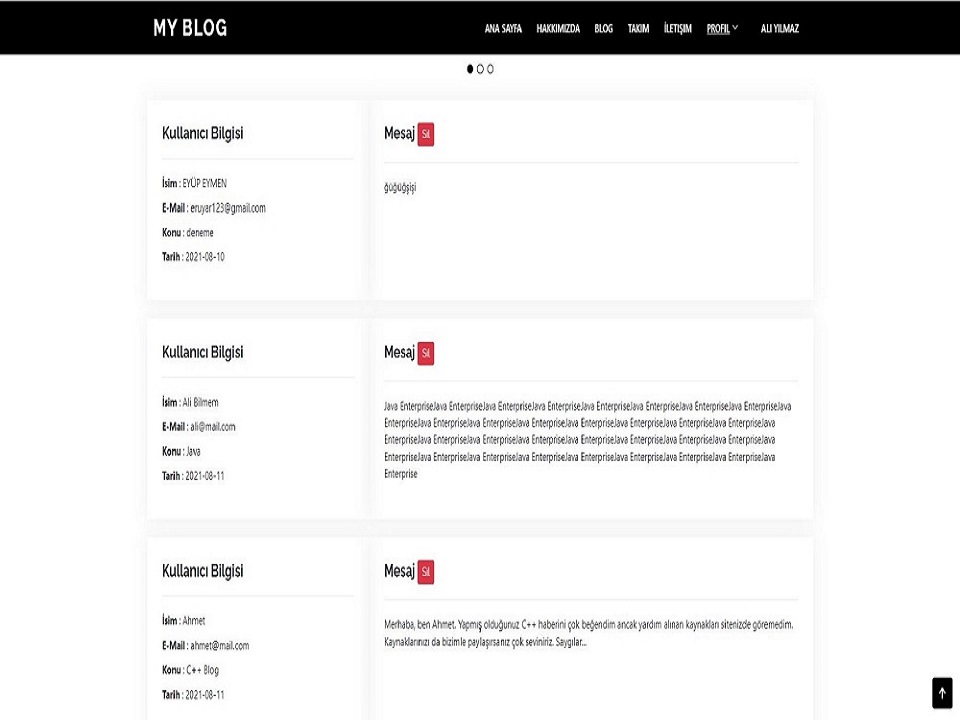 MY BLOG
ANA SAYFA HAKKIMIZDA BLOG TAKIM İLETİŞİM PROFIL ALI YILMAZ
Kullanıcı Bilgisi
İsim : EYÜP EYMEN
E-Mail : eruyar123@gmail.com
Konu : deneme
Tarih : 2021-08-10
Mesaj Sil
ğüğüğşişi
Kullanıcı Bilgisi
İsim : Ali Bilmem
E-Mail : ali@mail.com
Konu : Java
Tarih : 2021-08-11
Mesaj Sil
Java EnterpriseJava EnterpriseJava EnterpriseJava EnterpriseJava EnterpriseJava EnterpriseJava EnterpriseJava EnterpriseJava
EnterpriseJava EnterpriseJava EnterpriseJava EnterpriseJava EnterpriseJava EnterpriseJava EnterpriseJava EnterpriseJava
EnterpriseJava EnterpriseJava EnterpriseJava EnterpriseJava EnterpriseJava EnterpriseJava EnterpriseJava EnterpriseJava
EnterpriseJava EnterpriseJava EnterpriseJava EnterpriseJava EnterpriseJava EnterpriseJava EnterpriseJava EnterpriseJava
Enterprise
Kullanıcı Bilgisi
İsim : Ahmet
E-Mail : ahmet@mail.com
Konu : C++ Blog
Tarih : 2021-08-11
Mesaj Sil
Merhaba, ben Ahmet. Yapmış olduğunuz C++ haberini çok beğendim ancak yardım alınan kaynakları sitenizde göremedim.
Kaynaklarınızı da bizimle paylaşırsanız çok seviniriz. Saygılar...